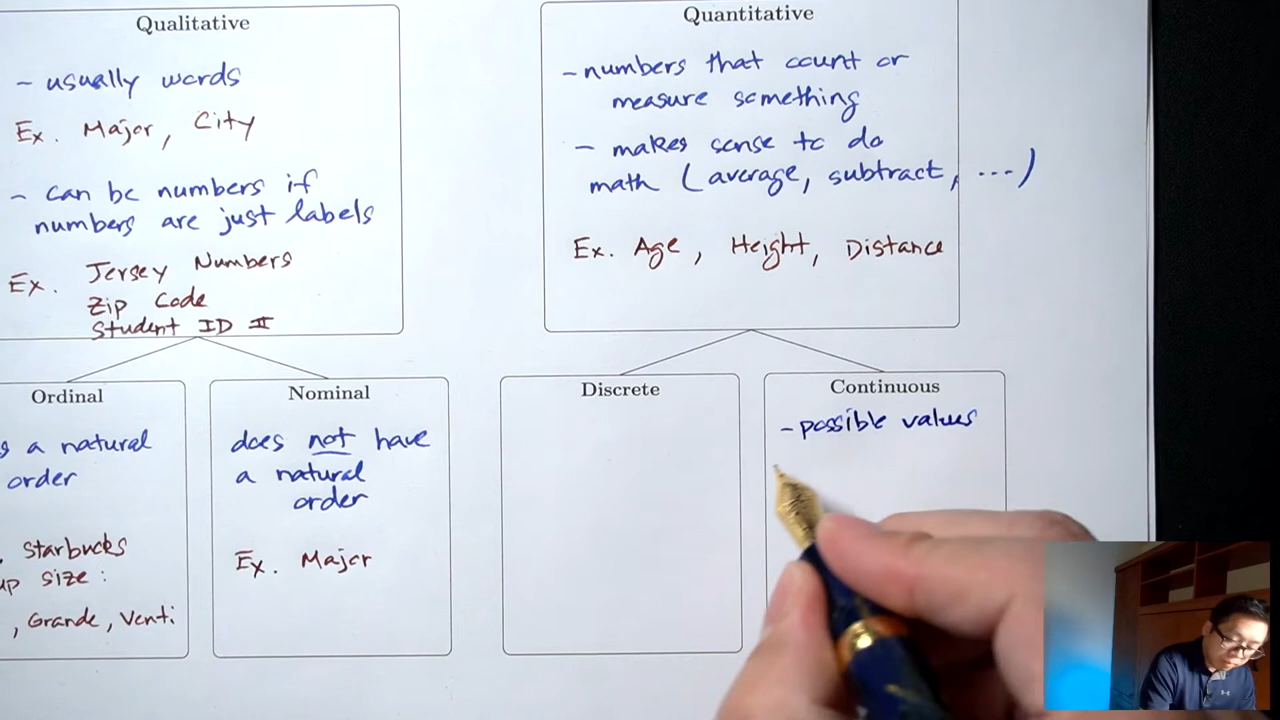 Qualitative
- usually words
Ex. Major, City
- can be numbers if
numbers are just labels
Ex. Jersey Numbers
Zip Code
Student ID #
Quantitative
- numbers that count or
measure something
- makes sense to do
math (average, subtract, ...)
Ex. Age, Height, Distance
Ordinal
a natural
order
Starbucks
size:
, Grande, Venti
Nominal
does not have
a natural
order
Ex. Major
Discrete
Continuous
- possible values